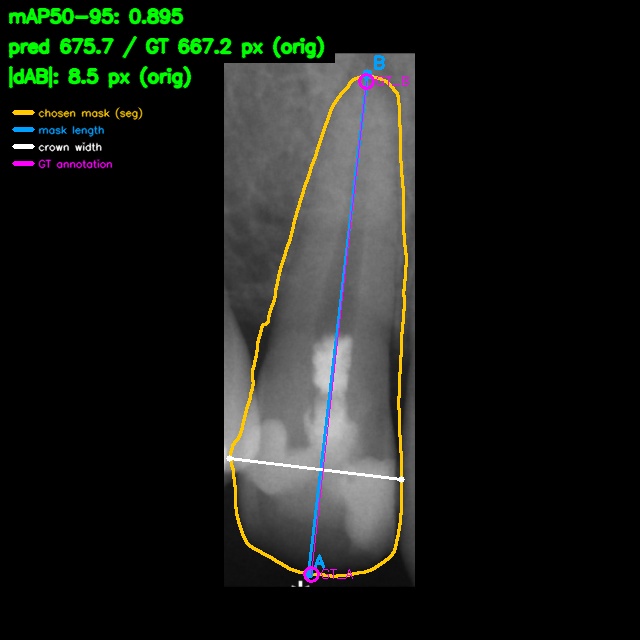 mAP50-95: 0.895
pred 675.7 / GT 667.2 px (orig)
|dAB|: 8.5 px (orig)
chosen mask (seg)
mask length
crown width
GT annotation
B
A
GT_A